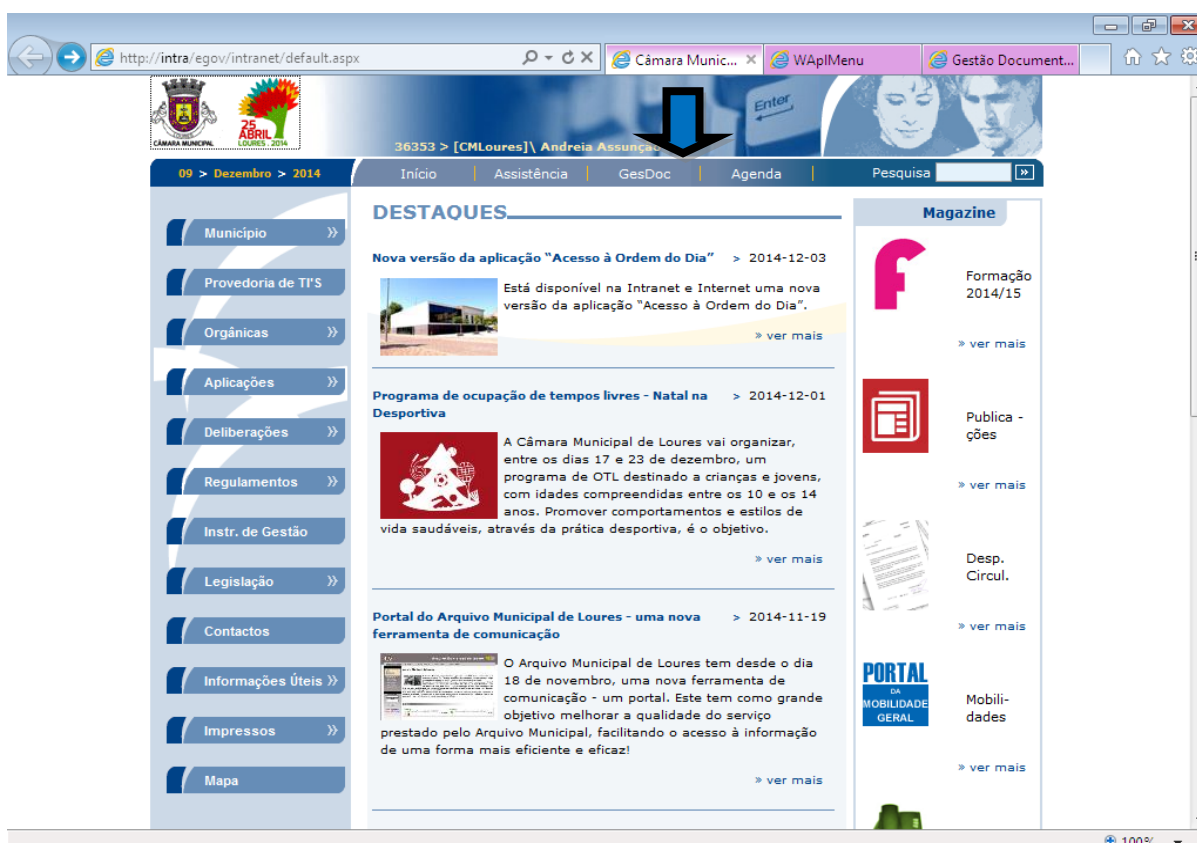 http://intra/egov/intranet/default.aspx
Câmara Munic...
WAplMenu
Gestão Document...
CÂMARA MUNICIPAL
25
ABRIL
LOURES . 2014
Enter
36353 > [CMLoures]\ Andreia Assunção
09 > Dezembro > 2014
Início
Assistência
GesDoc
Agenda
Pesquisa
Município
Provedoria de TI'S
Orgânicas
Aplicações
Deliberações
Regulamentos
Instr. de Gestão
Legislação
Contactos
Informações Úteis
Impressos
Mapa
DESTAQUES
Nova versão da aplicação “Acesso à Ordem do Dia” > 2014-12-03
Está disponível na Intranet e Internet uma nova
versão da aplicação “Acesso à Ordem do Dia”.
» ver mais
Programa de ocupação de tempos livres - Natal na > 2014-12-01
Desportiva
A Câmara Municipal de Loures vai organizar,
entre os dias 17 e 23 de dezembro, um
programa de OTL destinado a crianças e jovens,
com idades compreendidas entre os 10 e os 14
anos. Promover comportamentos e estilos de
vida saudáveis, através da prática desportiva, é o objetivo.
» ver mais
Portal do Arquivo Municipal de Loures - uma nova > 2014-11-19
ferramenta de comunicação
O Arquivo Municipal de Loures tem desde o dia
18 de novembro, uma nova ferramenta de
comunicação - um portal. Este tem como grande
objetivo melhorar a qualidade do serviço
prestado pelo Arquivo Municipal, facilitando o acesso à informação
de uma forma mais eficiente e eficaz!
» ver mais
Magazine
Formação
2014/15
» ver mais
Publica -
ções
» ver mais
Desp.
Circul.
» ver mais
PORTAL
DA
MOBILIDADE
GERAL
Mobili-
dades
» ver mais
100%